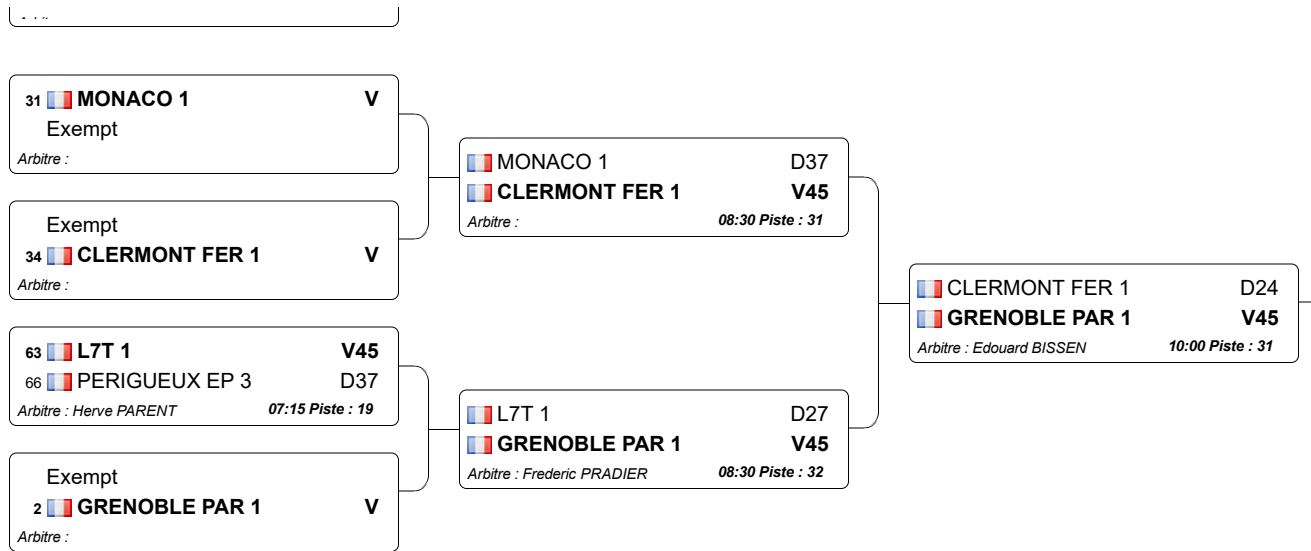 31 MONACO 1 V
Exempt
Arbitre :
Exempt
34 CLERMONT FER 1 V
Arbitre :
63 L7T 1 V45
66 PERIGUEUX EP 3 D37
Arbitre : Herve PARENT 07:15 Piste : 19
Exempt
2 GRENOBLE PAR 1 V
Arbitre :
MONACO 1 D37
CLERMONT FER 1 V45
Arbitre : 08:30 Piste : 31
L7T 1 D27
GRENOBLE PAR 1 V45
Arbitre : Frederic PRADIER 08:30 Piste : 32
CLERMONT FER 1 D24
GRENOBLE PAR 1 V45
Arbitre : Edouard BISSEN 10:00 Piste : 31